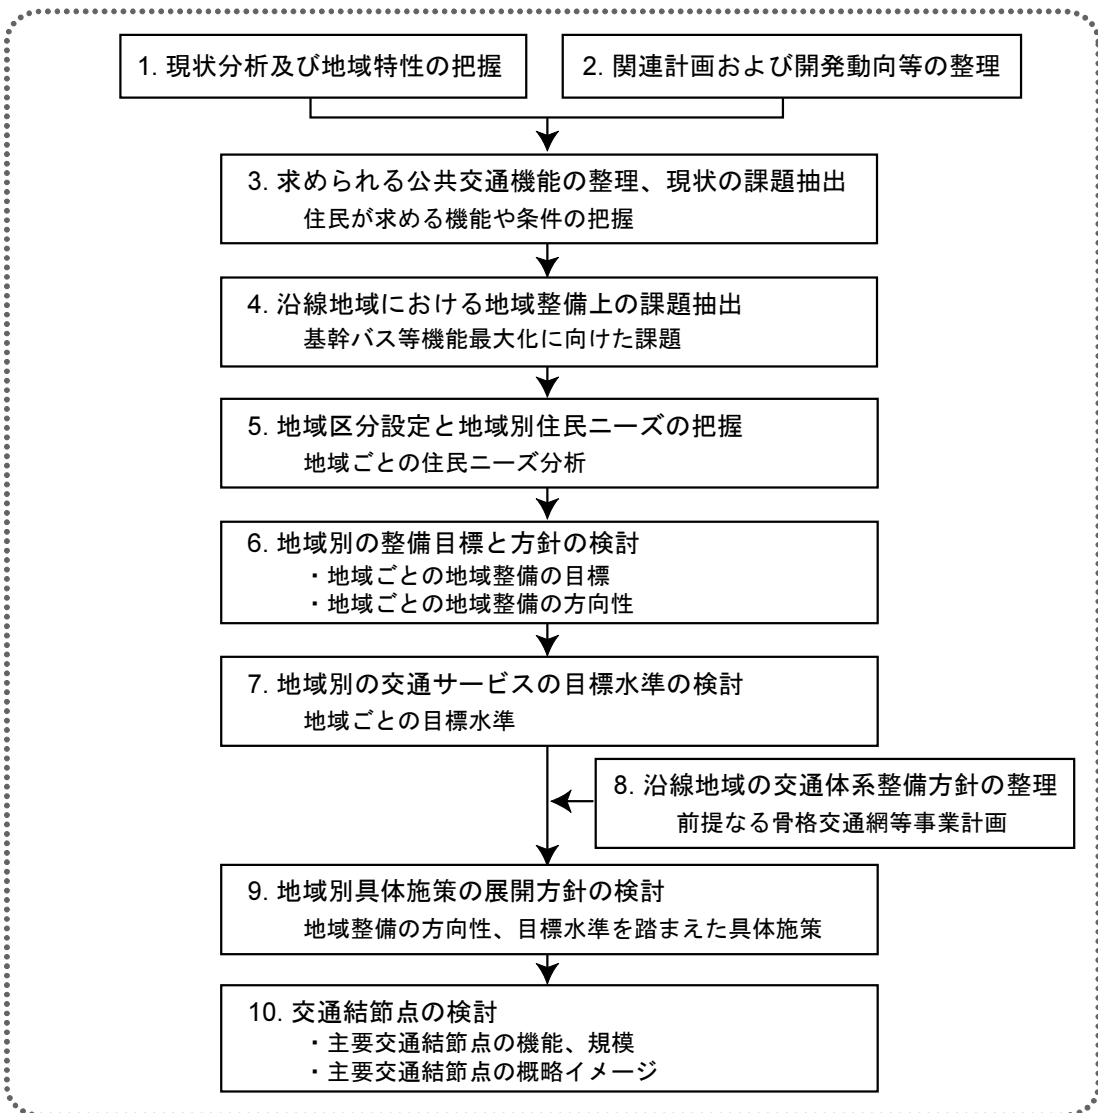 1. 現状分析及び地域特性の把握
2. 関連計画および開発動向等の整理
3. 求められる公共交通機能の整理、現状の課題抽出
住民が求める機能や条件の把握
4. 沿線地域における地域整備上の課題抽出
基幹バス等機能最大化に向けた課題
5. 地域区分設定と地域別住民ニーズの把握
地域ごとの住民ニーズ分析
6. 地域別の整備目標と方針の検討
・地域ごとの地域整備の目標
・地域ごとの地域整備の方向性
7. 地域別の交通サービスの目標水準の検討
地域ごとの目標水準
8. 沿線地域の交通体系整備方針の整理
前提なる骨格交通網等事業計画
9. 地域別具体施策の展開方針の検討
地域整備の方向性、目標水準を踏まえた具体施策
10. 交通結節点の検討
・主要交通結節点の機能、規模
・主要交通結節点の概略イメージ